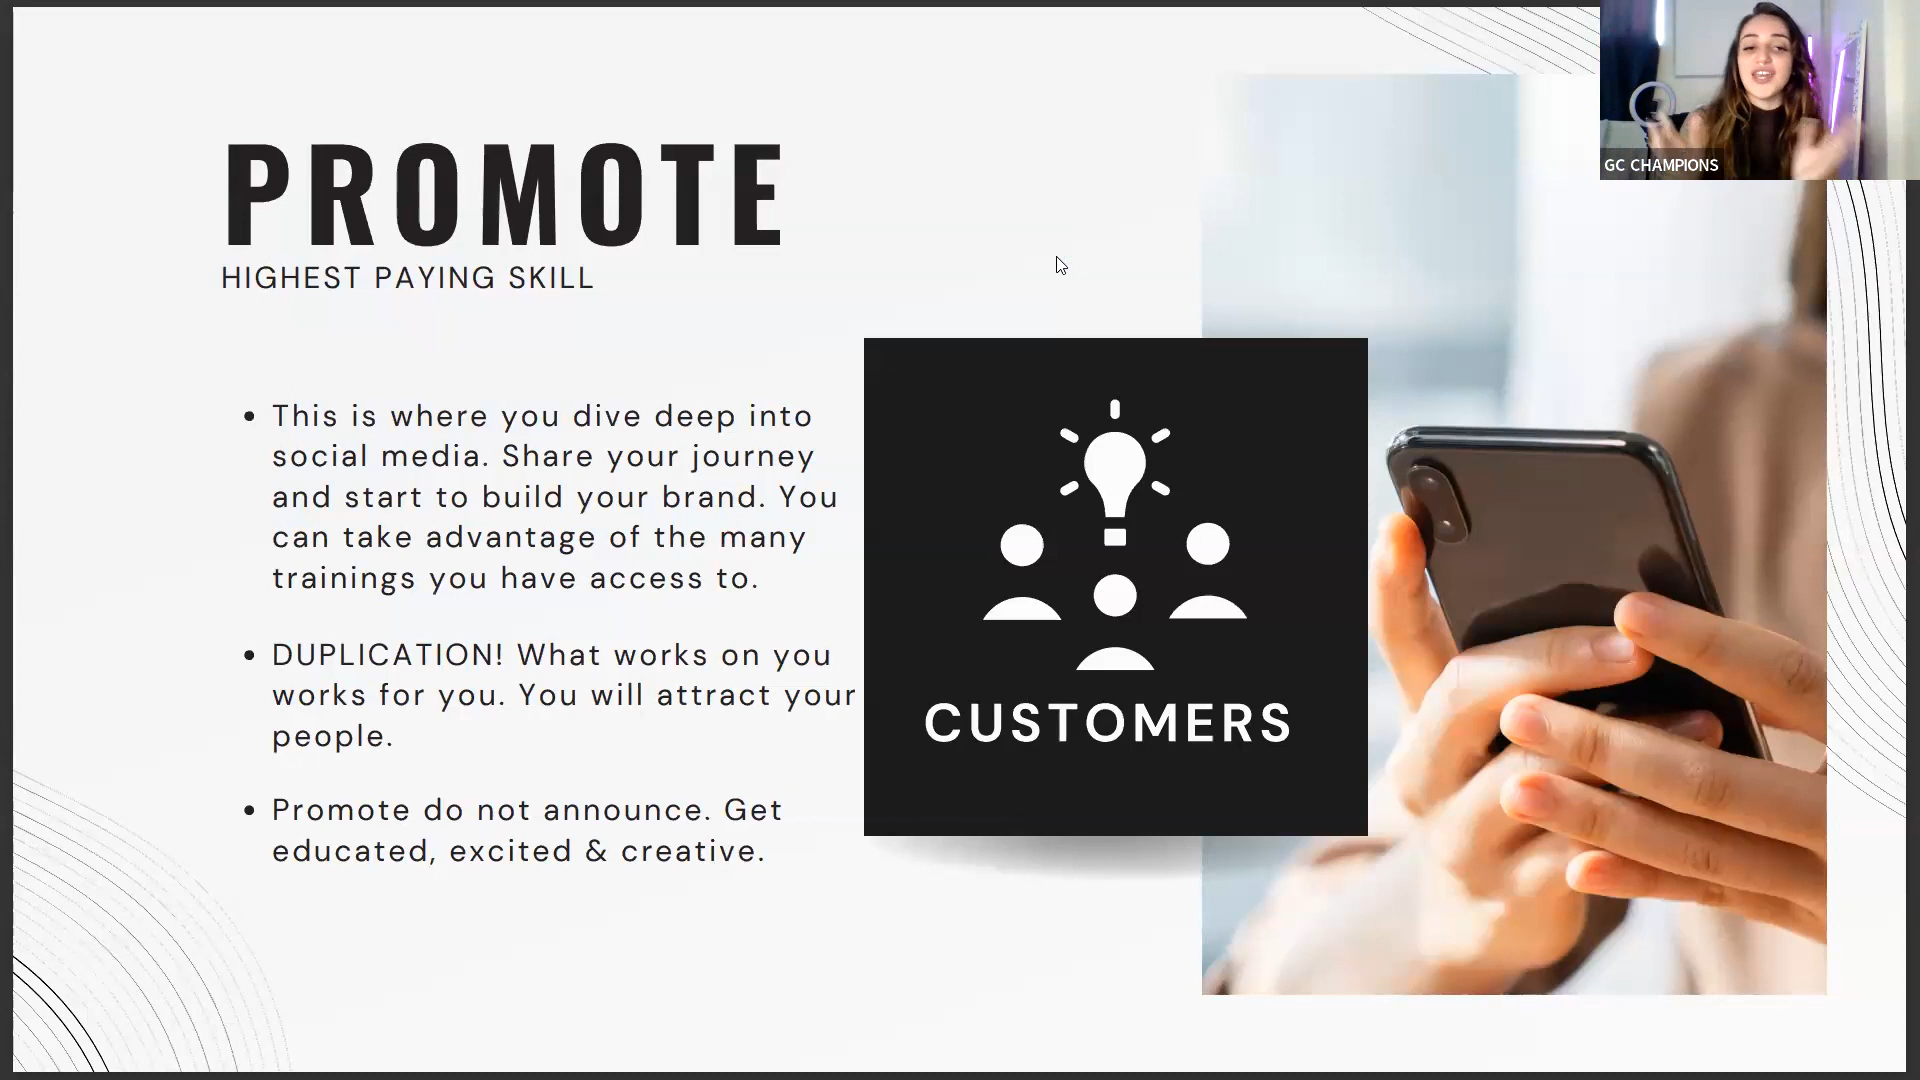 GC CHAMPIONS
PROMOTE
HIGHEST PAYING SKILL
• This is where you dive deep into
social media. Share your journey
and start to build your brand. You
can take advantage of the many
trainings you have access to.
• DUPLICATION! What works on you
works for you. You will attract your
people.
• Promote do not announce. Get
educated, excited & creative.
CUSTOMERS